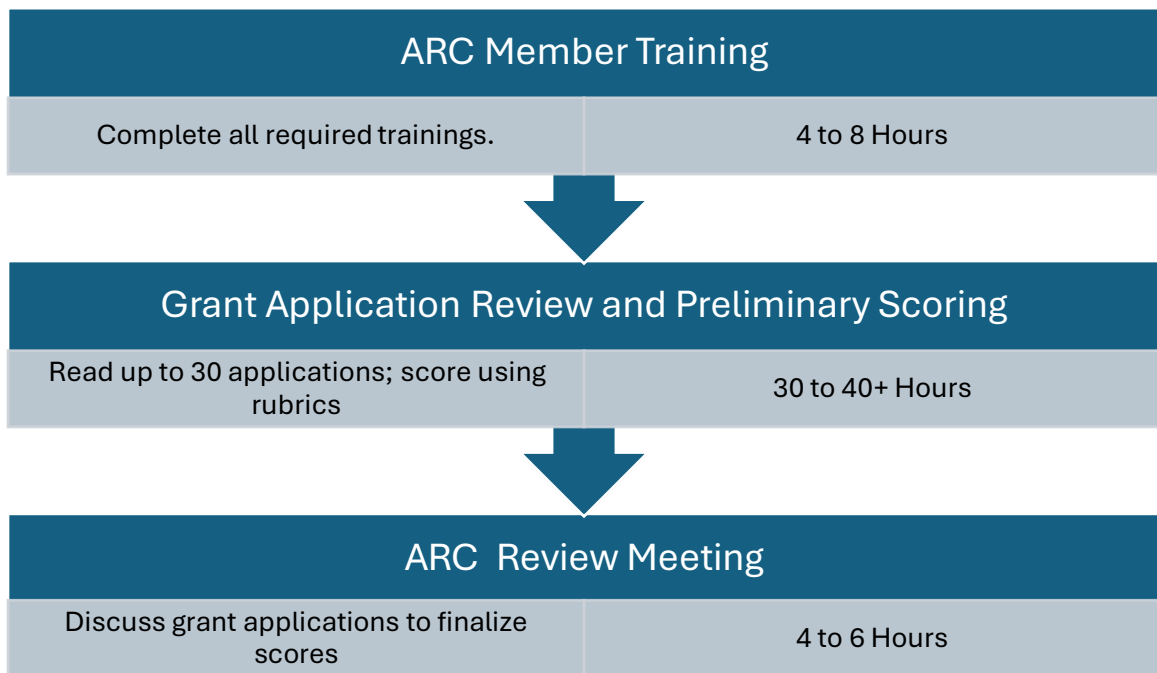 ARC Member Training
Complete all required trainings.
4 to 8 Hours
Grant Application Review and Preliminary Scoring
Read up to 30 applications; score using
rubrics
30 to 40+ Hours
ARC  Review Meeting
Discuss grant applications to finalize
scores
4 to 6 Hours